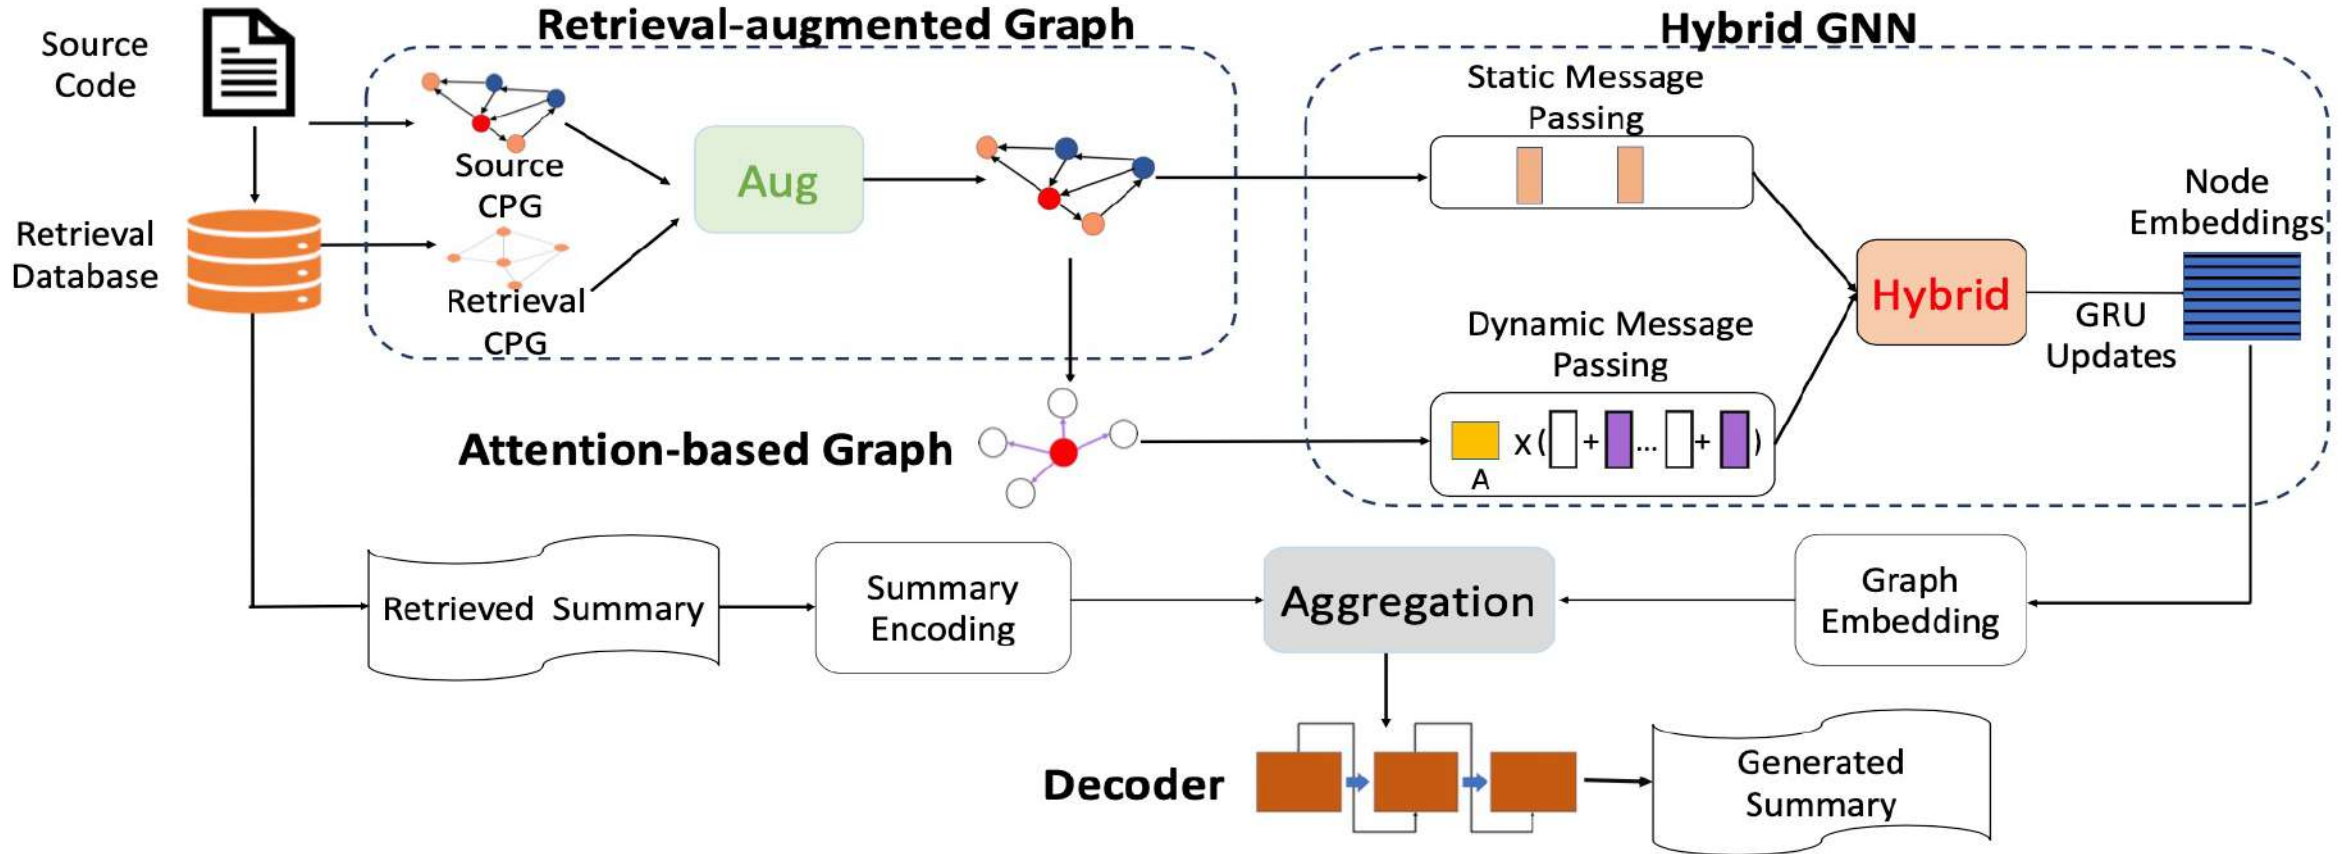 Source
Code
Retrieval-augmented Graph
Hybrid GNN
Source
CPG
Aug
Static Message
Passing
Retrieval
Database
Retrieval
CPG
Node
Embeddings
Hybrid
GRU
Updates
Dynamic Message
Passing
Attention-based Graph
X ( + ... + )
A
Retrieved Summary
Summary
Encoding
Aggregation
Graph
Embedding
Decoder
Generated
Summary